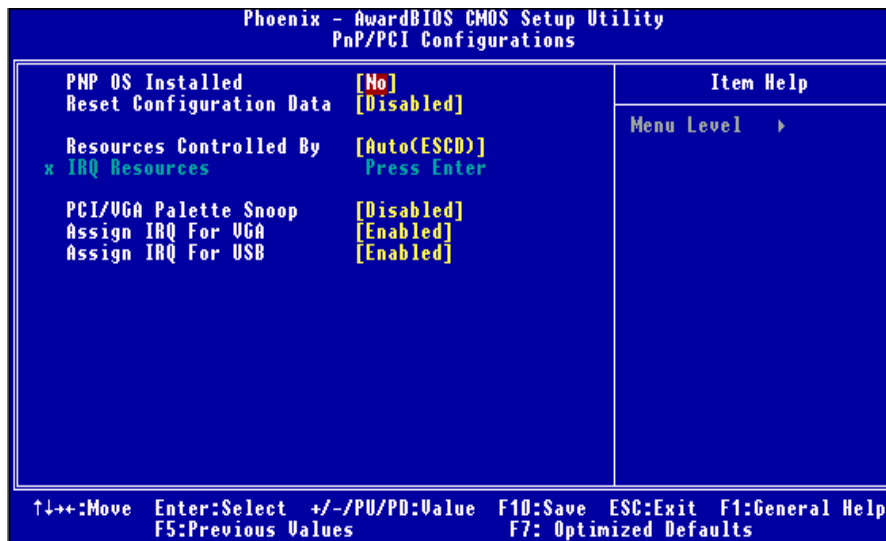 Phoenix - AwardBIOS CMOS Setup Utility
PnP/PCI Configurations
PNP OS Installed [No]
Reset Configuration Data [Disabled]
Resources Controlled By [Auto(ESCD)]
x IRQ Resources Press Enter
PCI/VGA Palette Snoop [Disabled]
Assign IRQ For VGA [Enabled]
Assign IRQ For USB [Enabled]
Item Help
Menu Level ▸
↑↓→←:Move Enter:Select +/-/PU/PD:Value F10:Save ESC:Exit F1:General Help
F5:Previous Values F7: Optimized Defaults